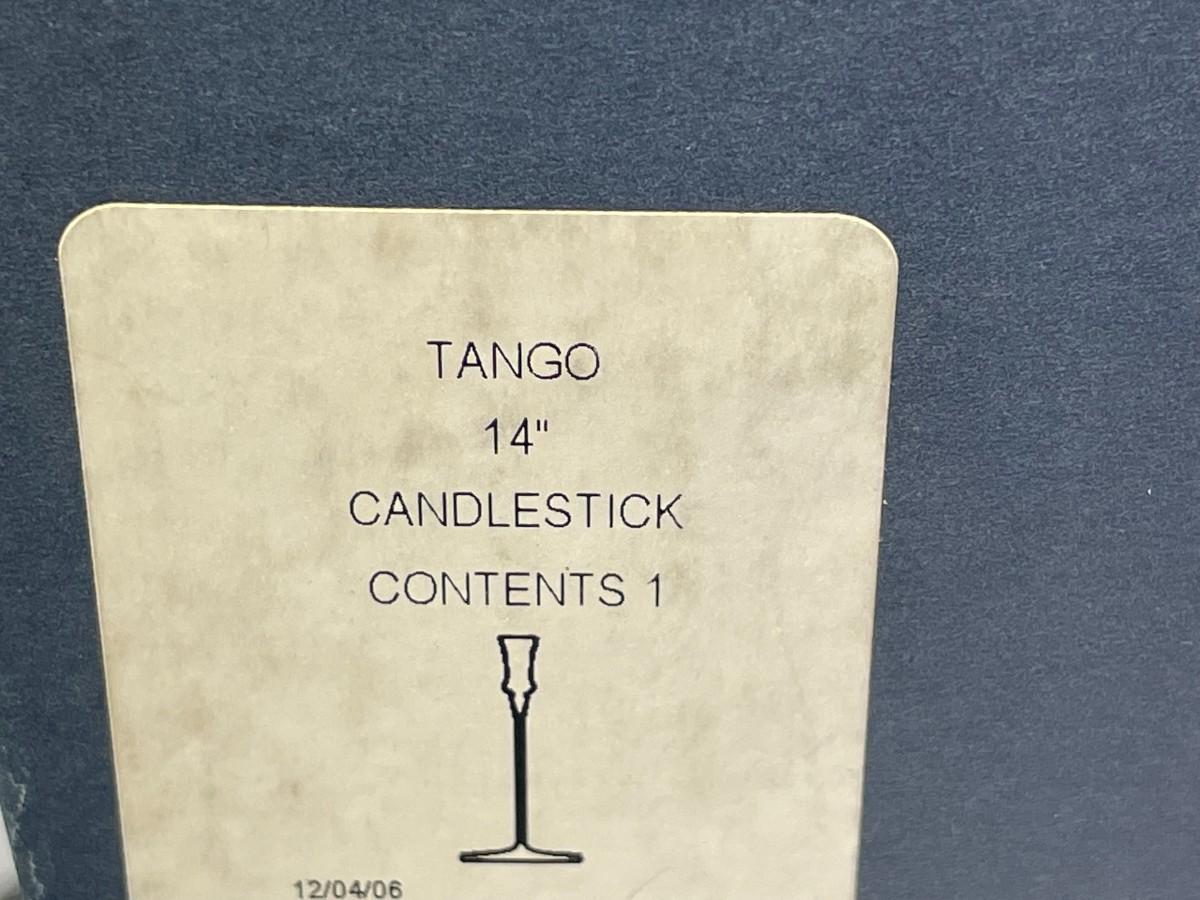 TANGO
14"
CANDLESTICK
CONTENTS 1
12/04/06